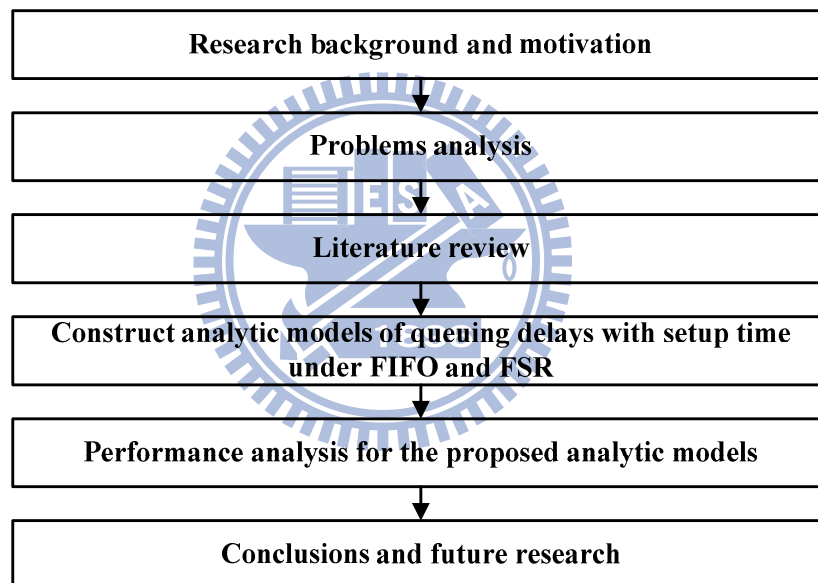 Research background and motivation
Problems analysis
E S A
Literature review
Construct analytic models of queuing delays with setup time
under FIFO and FSR
1896
Performance analysis for the proposed analytic models
Conclusions and future research